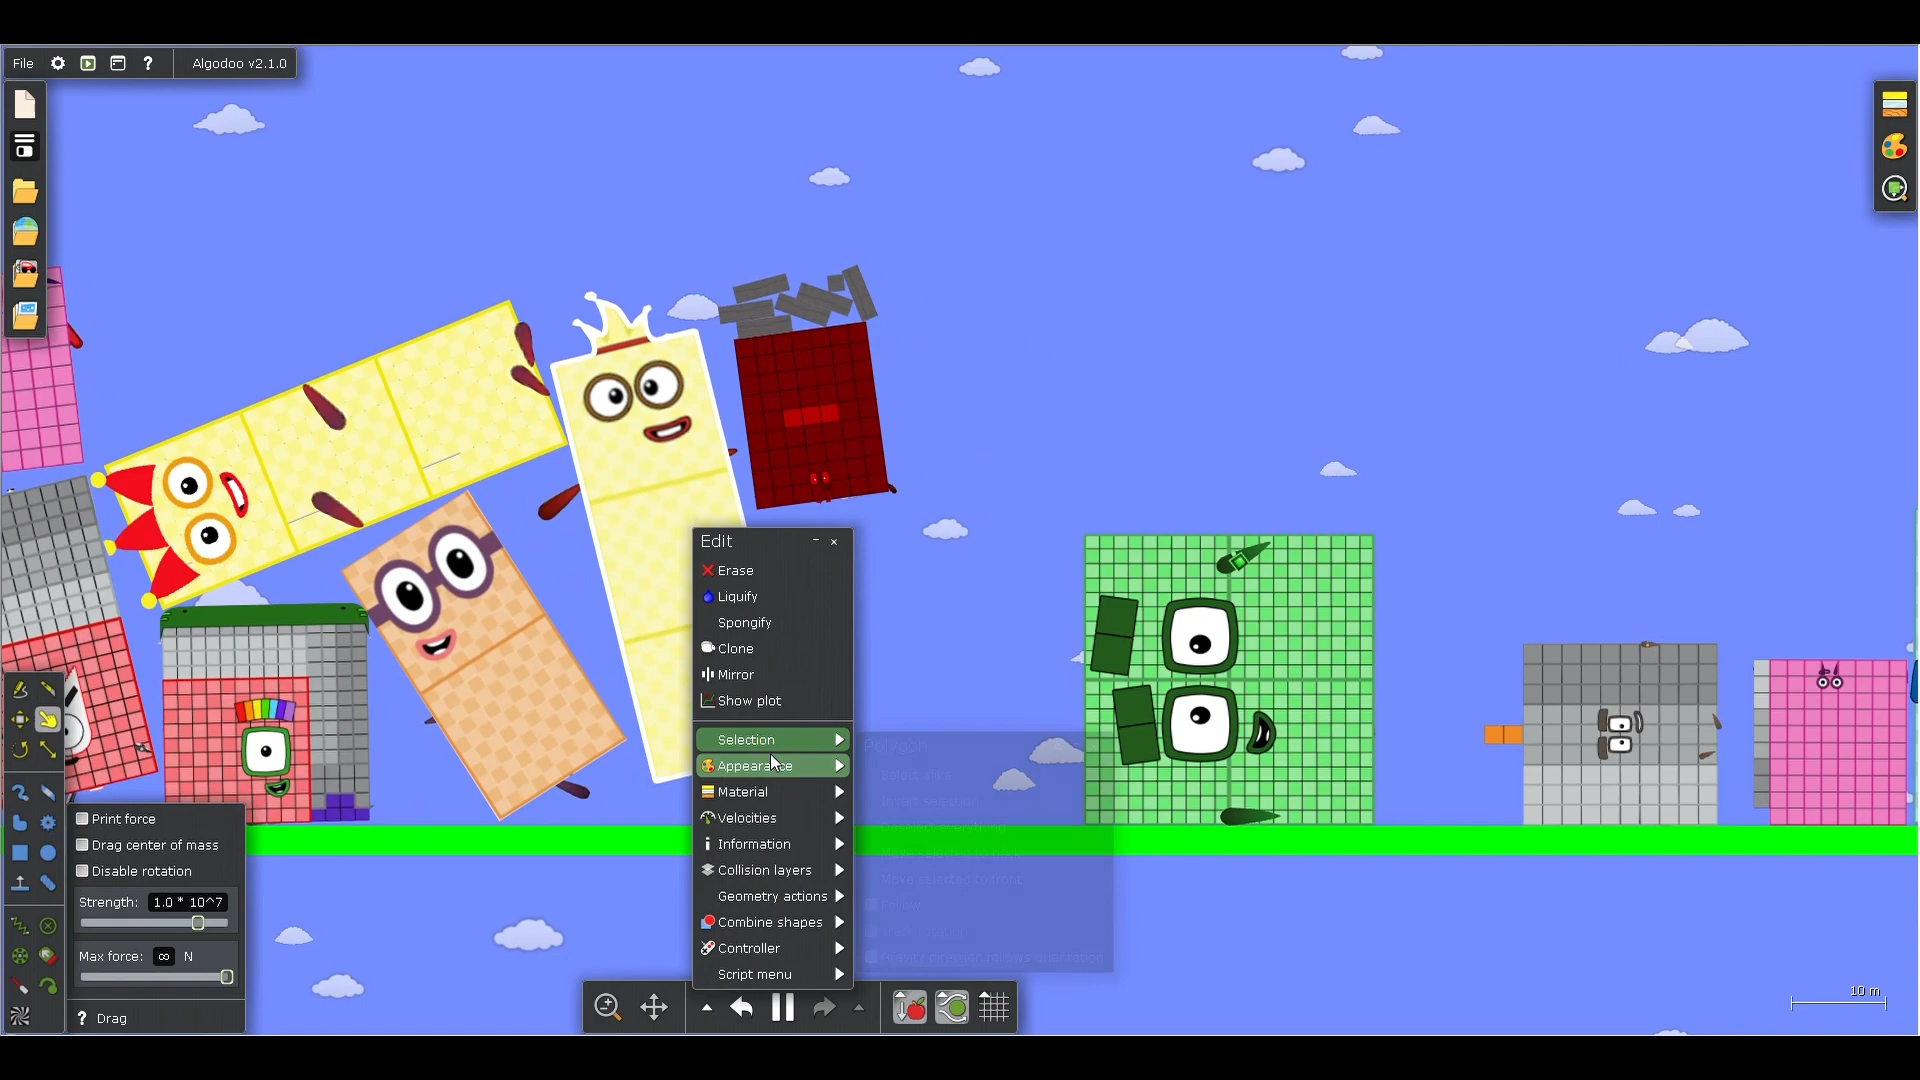 File
? Algodoo v2.1.0
Edit
Erase
Liquify
Spongify
Clone
Mirror
Show plot
Selection
Appearance
Material
Velocities
Information
Collision layers
Geometry actions
Combine shapes
Controller
Script menu
Print force
Drag center of mass
Disable rotation
Strength: 1.0 * 10^7
Max force: ∞ N
? Drag
10 m